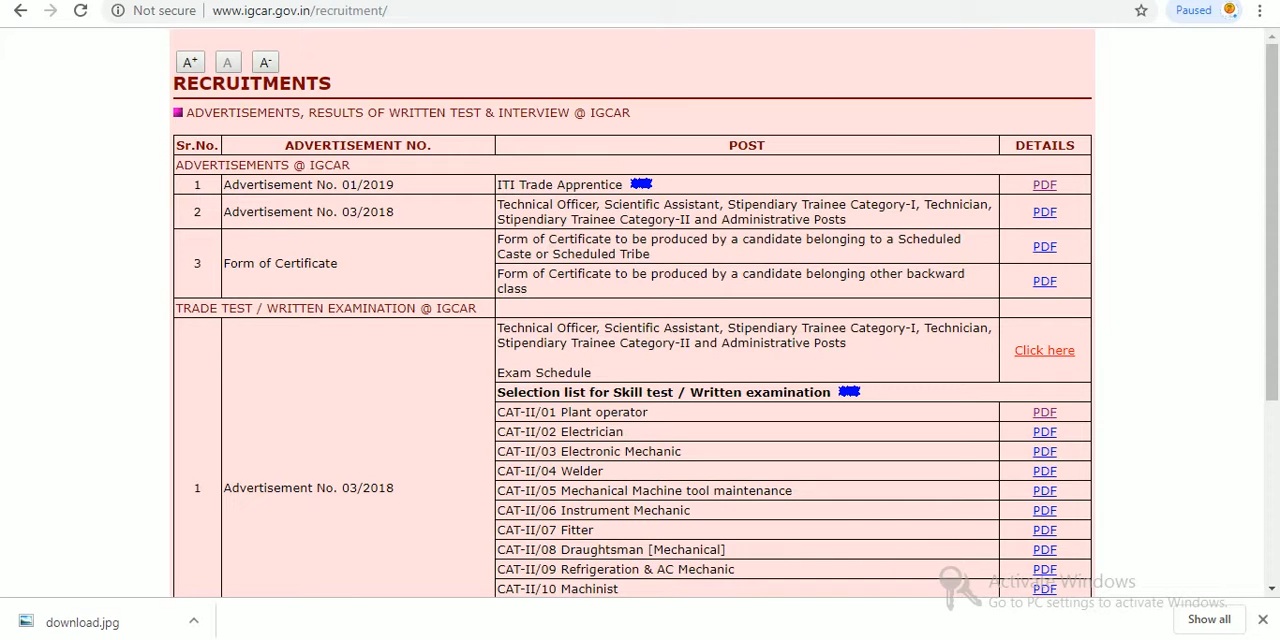 Not secure | www.igcar.gov.in/recruitment/ Paused
A+ A A-
RECRUITMENTS
ADVERTISEMENTS, RESULTS OF WRITTEN TEST & INTERVIEW @ IGCAR
Sr.No. ADVERTISEMENT NO. POST DETAILS
ADVERTISEMENTS @ IGCAR
1 Advertisement No. 01/2019 ITI Trade Apprentice PDF
2 Advertisement No. 03/2018 Technical Officer, Scientific Assistant, Stipendiary Trainee Category-I, Technician,
Stipendiary Trainee Category-II and Administrative Posts PDF
3 Form of Certificate Form of Certificate to be produced by a candidate belonging to a Scheduled
Caste or Scheduled Tribe PDF
Form of Certificate to be produced by a candidate belonging other backward
class PDF
TRADE TEST / WRITTEN EXAMINATION @ IGCAR
1 Advertisement No. 03/2018 Technical Officer, Scientific Assistant, Stipendiary Trainee Category-I, Technician,
Stipendiary Trainee Category-II and Administrative Posts
Click here
Exam Schedule
Selection list for Skill test / Written examination
CAT-II/01 Plant operator PDF
CAT-II/02 Electrician PDF
CAT-II/03 Electronic Mechanic PDF
CAT-II/04 Welder PDF
CAT-II/05 Mechanical Machine tool maintenance PDF
CAT-II/06 Instrument Mechanic PDF
CAT-II/07 Fitter PDF
CAT-II/08 Draughtsman [Mechanical] PDF
CAT-II/09 Refrigeration & AC Mechanic PDF
CAT-II/10 Machinist PDF
Activate Windows
Go to PC settings to activate Windows.
download.jpg Show all